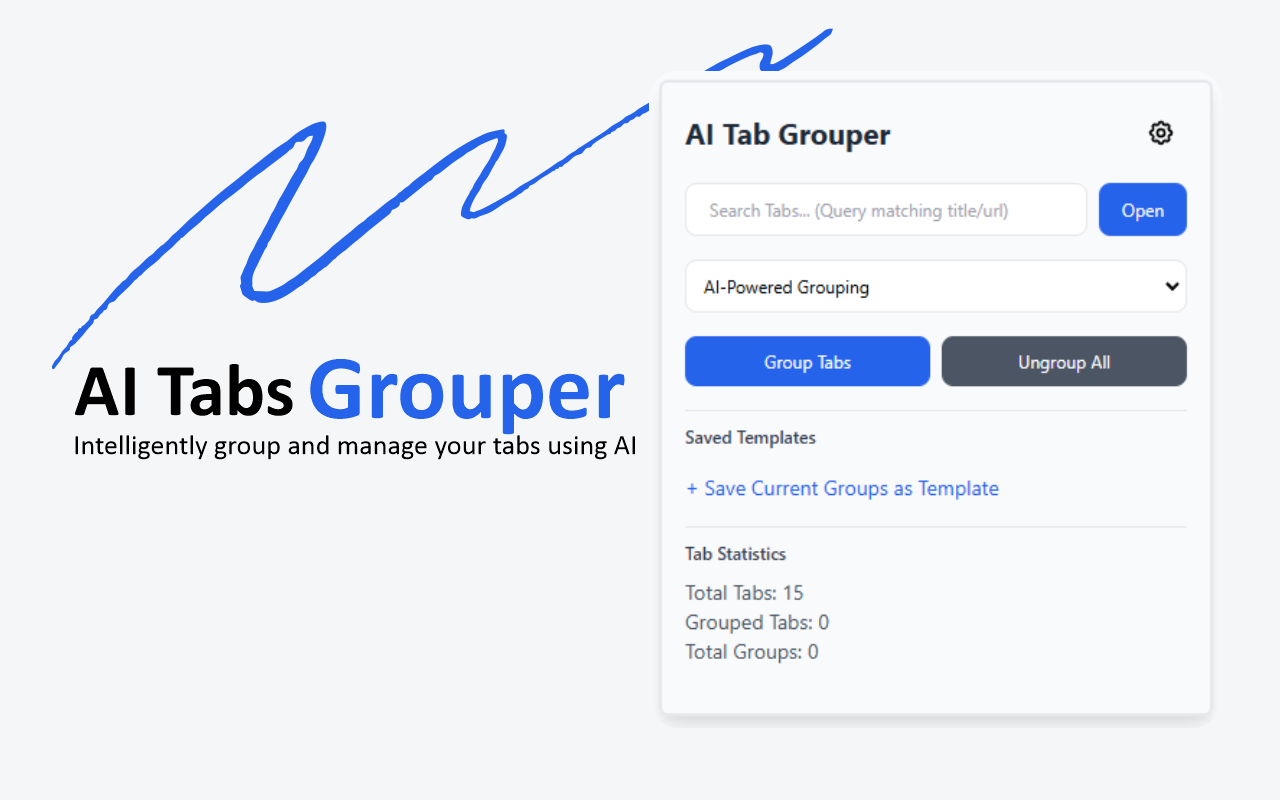 AI Tabs Grouper
Intelligently group and manage your tabs using AI
AI Tab Grouper
Search Tabs... (Query matching title/url)
Open
AI-Powered Grouping
Group Tabs
Ungroup All
Saved Templates
+ Save Current Groups as Template
Tab Statistics
Total Tabs: 15
Grouped Tabs: 0
Total Groups: 0